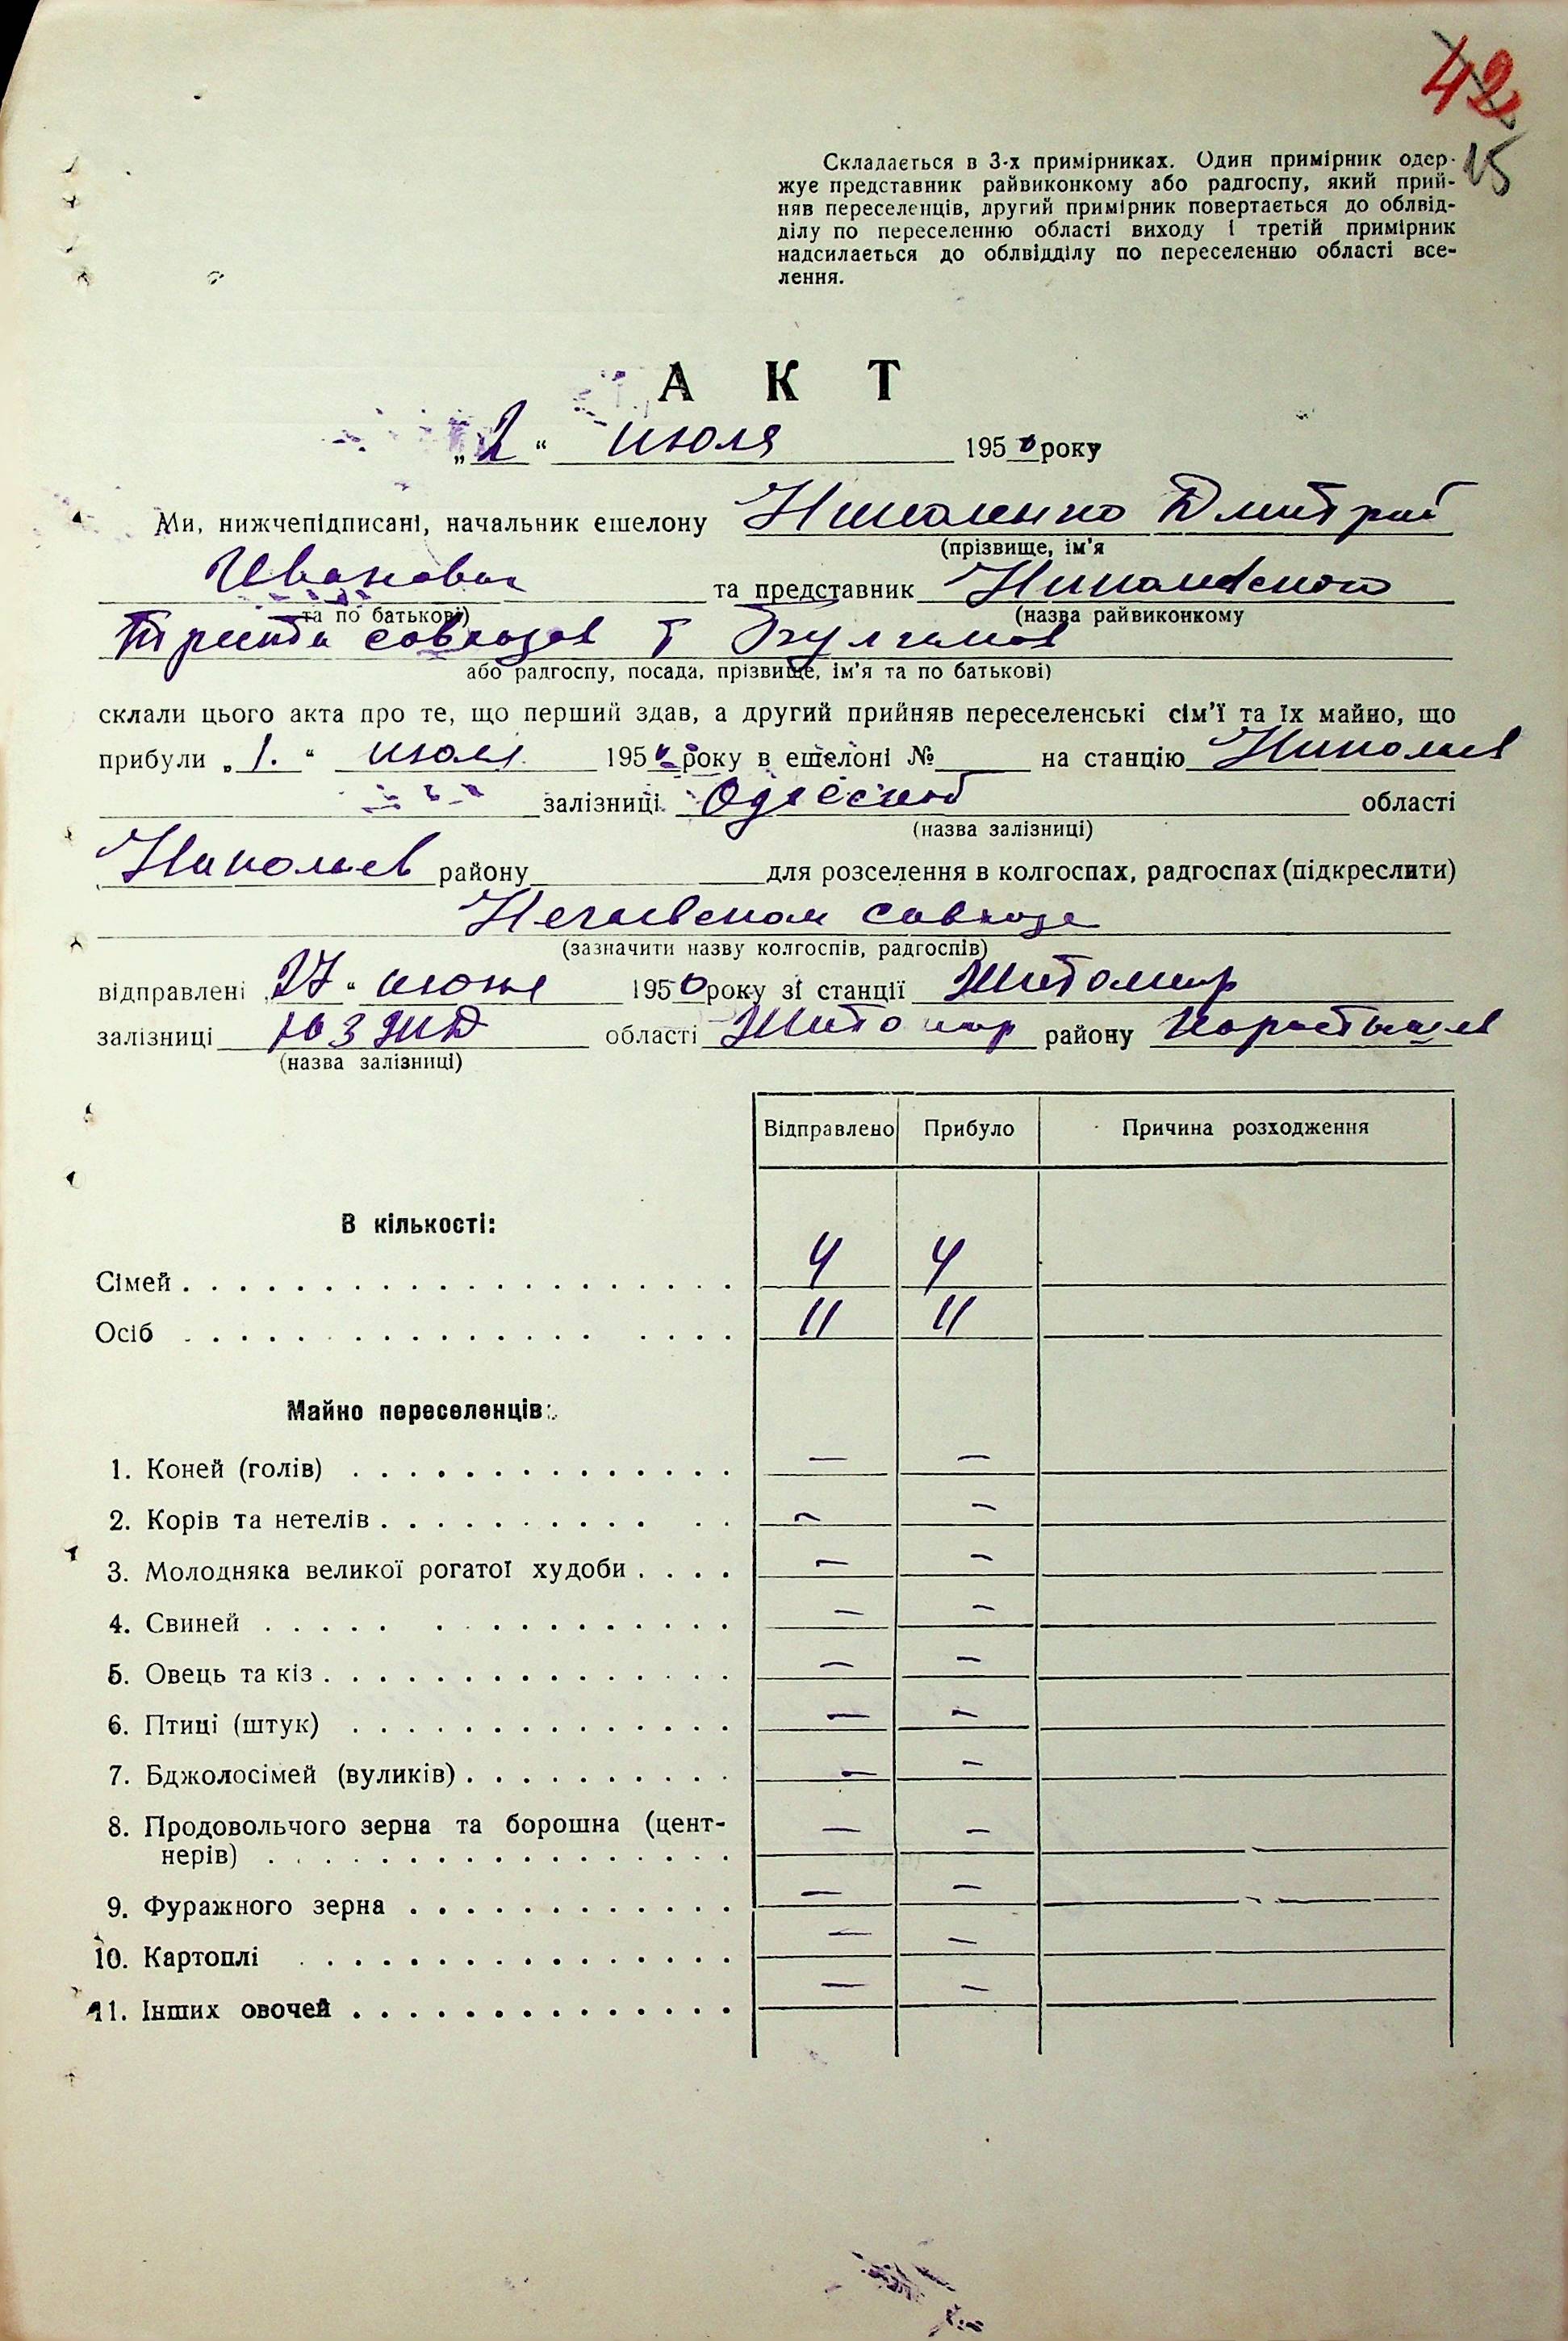 42
15
Складається в 3-х примірниках. Один примірник одер-
жує представник райвиконкому або радгоспу, який прий-
няв переселенців, другий примірник повертається до облвід-
ділу по переселенню області виходу і третій примірник
надсилається до облвідділу по переселенню області все-
лення.
АКТ
„2“ июля 1950 року
Ми, нижчепідписані, начальник ешелону Николенко Дмитрий
(прізвище, ім'я
Иванович та представник Николаевского
та по батькові) (назва райвиконкому
Треста совхозов т
або радгоспу, посада, прізвище, ім'я та по батькові)
склали цього акта про те, що перший здав, а другий прийняв переселенські сім'ї та їх майно, що
прибули „1.“ июля 1950 року в ешелоні № на станцію Николаев
залізниці Одесской області
(назва залізниці)
Николаев району для розселення в колгоспах, радгоспах (підкреслити)
Нечаевском совхозе
(зазначити назву колгоспів, радгоспів)
відправлені „27“ июня 1950 року зі станції Житомир
залізниці ЮЗЖД області Житомир району Коростышев
(назва залізниці)
Відправлено Прибуло Причина розходження
В кількості:
Сімей . . . . . . . . . . . . . . . . . . . . 4 4
Осіб . . . . . . . . . . . . . . . . . . . . 11 11
Майно переселенців:
1. Коней (голів) . . . . . . . . . . . . . . — —
2. Корів та нетелів . . . . . . . . . . . . — —
3. Молодняка великої рогатої худоби . . . . — —
4. Свиней . . . . . . . . . . . . . . . . — —
5. Овець та кіз . . . . . . . . . . . . . . . — —
6. Птиці (штук) . . . . . . . . . . . . . . — —
7. Бджолосімей (вуликів) . . . . . . . . . . — —
8. Продовольчого зерна та борошна (цент-
нерів) . . . . . . . . . . . . . . . . . — —
9. Фуражного зерна . . . . . . . . . . . . — —
10. Картоплі . . . . . . . . . . . . . . . . — —
11. Інших овочей . . . . . . . . . . . . . . — —